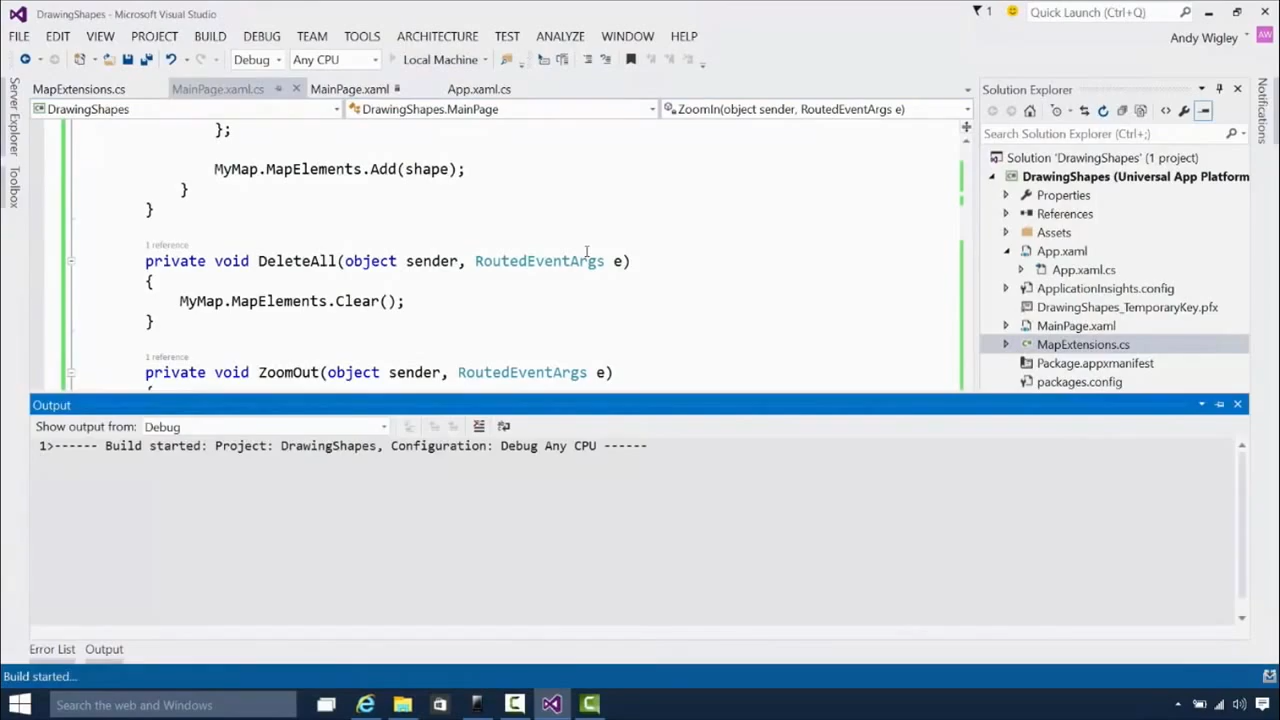 DrawingShapes - Microsoft Visual Studio
1
Quick Launch (Ctrl+Q)
FILE EDIT VIEW PROJECT BUILD DEBUG TEAM TOOLS ARCHITECTURE TEST ANALYZE WINDOW HELP
Andy Wigley
AW
Debug Any CPU Local Machine
MapExtensions.cs MainPage.xaml.cs MainPage.xaml App.xaml.cs
DrawingShapes DrawingShapes.MainPage ZoomIn(object sender, RoutedEventArgs e)
Server Explorer
Toolbox
};
MyMap.MapElements.Add(shape);
}
}
1 reference
private void DeleteAll(object sender, RoutedEventArgs e)
{
MyMap.MapElements.Clear();
}
1 reference
private void ZoomOut(object sender, RoutedEventArgs e)
Solution Explorer
Search Solution Explorer (Ctrl+;)
Solution 'DrawingShapes' (1 project)
DrawingShapes (Universal App Platform
Properties
References
Assets
App.xaml
App.xaml.cs
ApplicationInsights.config
DrawingShapes_TemporaryKey.pfx
MainPage.xaml
MapExtensions.cs
Package.appxmanifest
packages.config
Notifications
Output
Show output from: Debug
1>------ Build started: Project: DrawingShapes, Configuration: Debug Any CPU ------
Error List Output
Build started...
Search the web and Windows